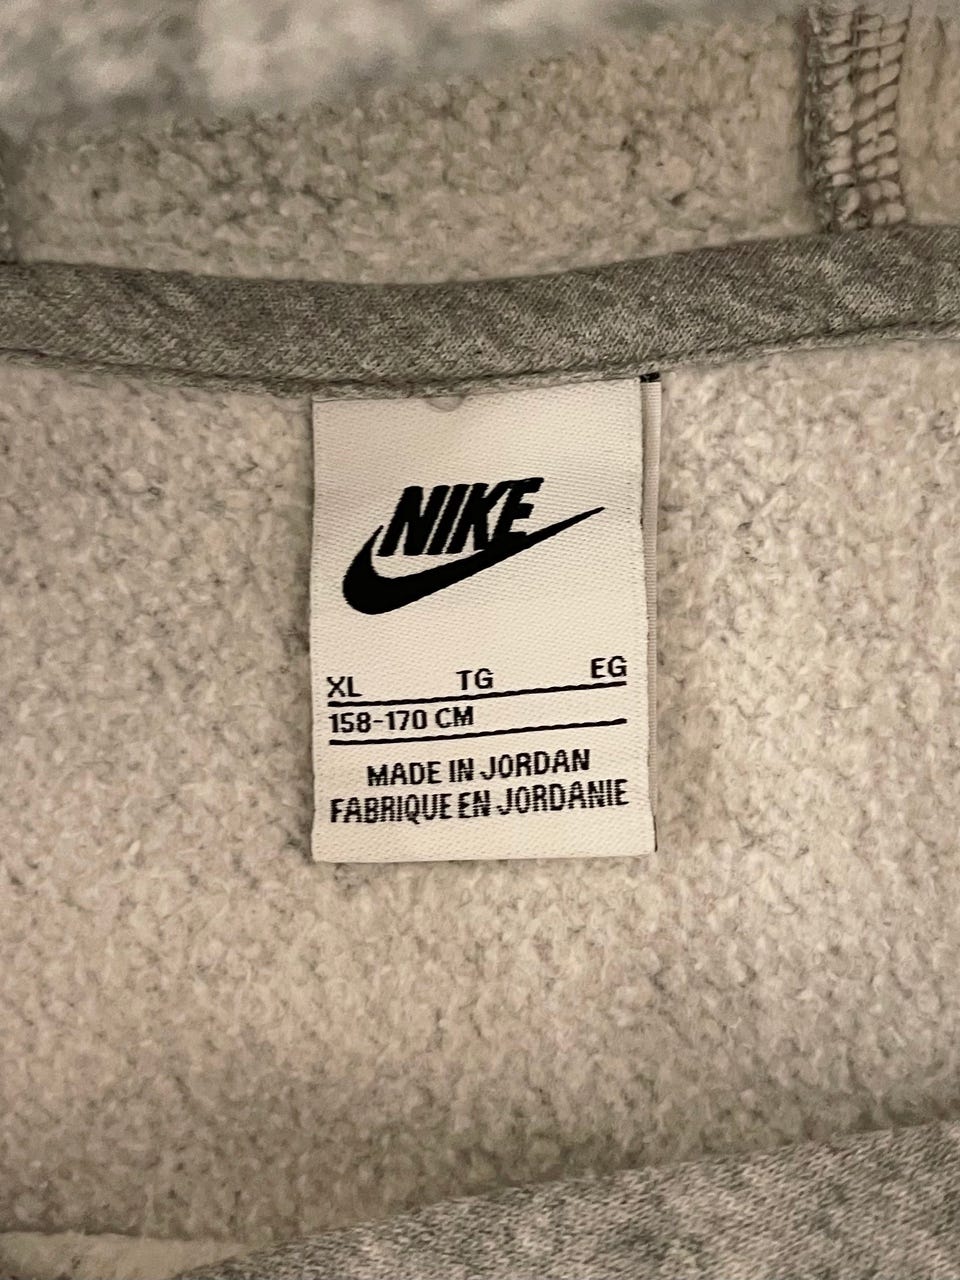 NIKE
XL TG EG
158-170 CM
MADE IN JORDAN
FABRIQUE EN JORDANIE